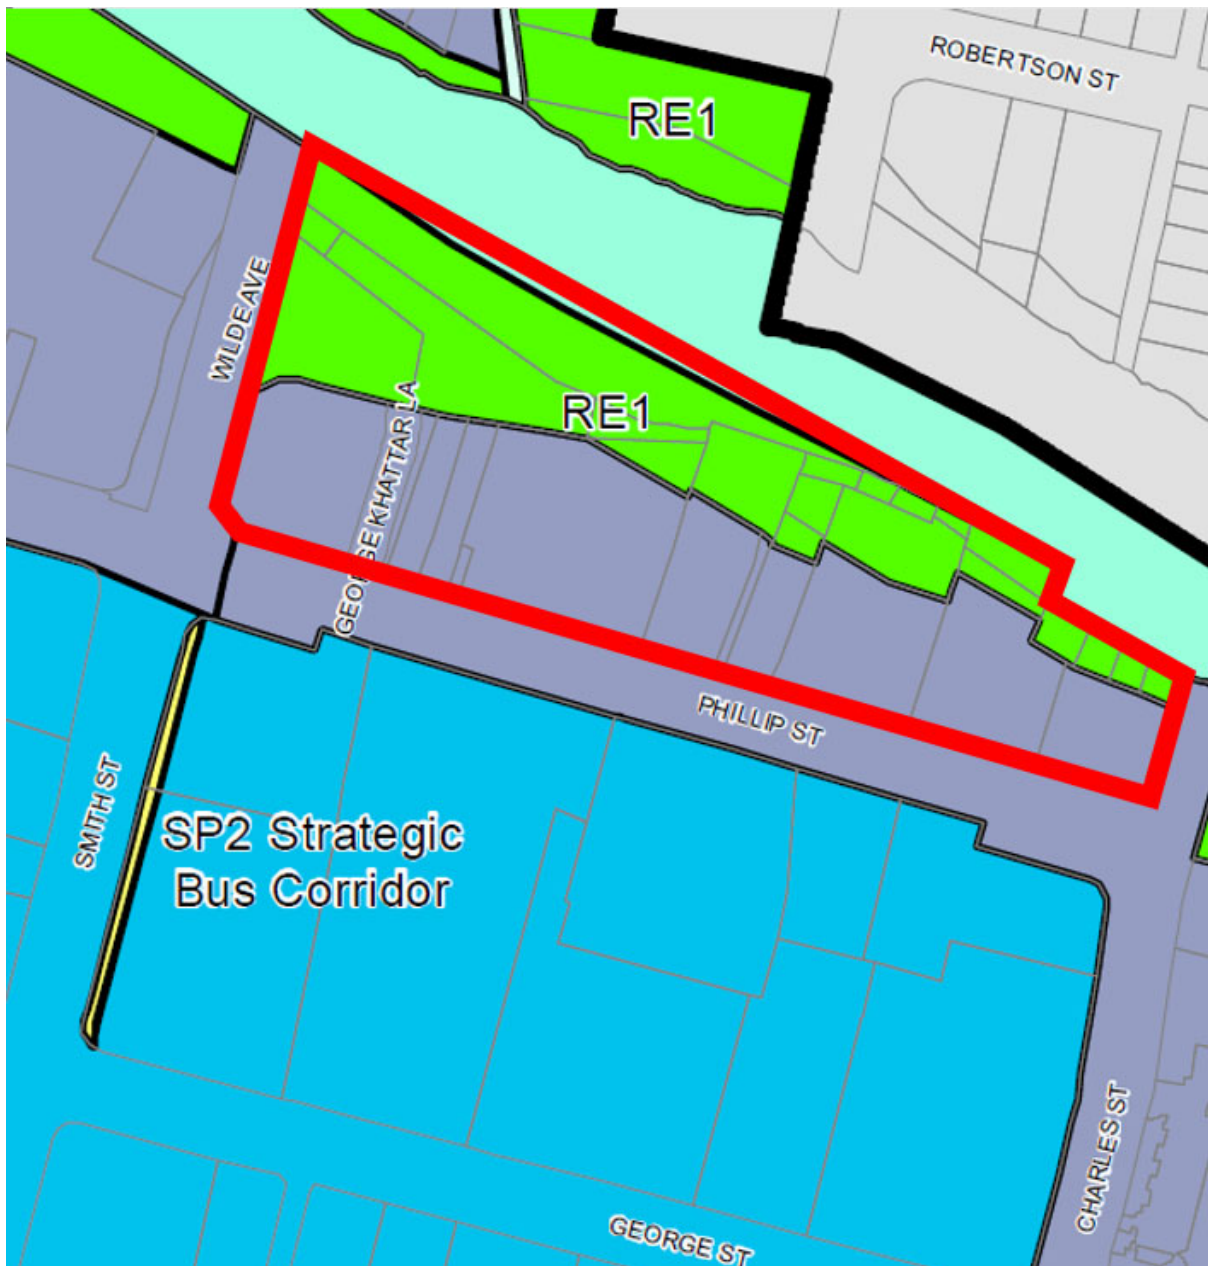 ROBERTSON ST
RE1
WILDE AVE
RE1
GEORGE KHATTAR LA
PHILLIP ST
SMITH ST
SP2 Strategic
Bus Corridor
CHARLES ST
GEORGE ST